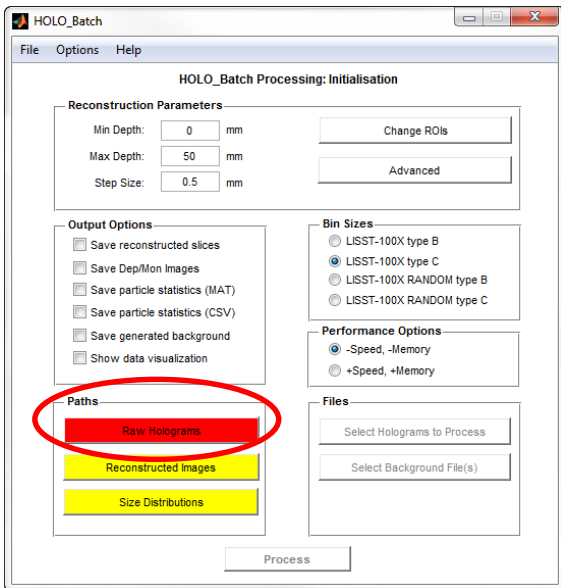 HOLO_Batch
File Options Help
HOLO_Batch Processing: Initialisation
Reconstruction Parameters
Min Depth: 0 mm
Max Depth: 50 mm
Step Size: 0.5 mm
Change ROIs
Advanced
Output Options
Save reconstructed slices
Save Dep/Mon Images
Save particle statistics (MAT)
Save particle statistics (CSV)
Save generated background
Show data visualization
Bin Sizes
LISST-100X type B
LISST-100X type C
LISST-100X RANDOM type B
LISST-100X RANDOM type C
Performance Options
-Speed, -Memory
+Speed, +Memory
Paths
Raw Holograms
Reconstructed Images
Size Distributions
Files
Select Holograms to Process
Select Background File(s)
Process